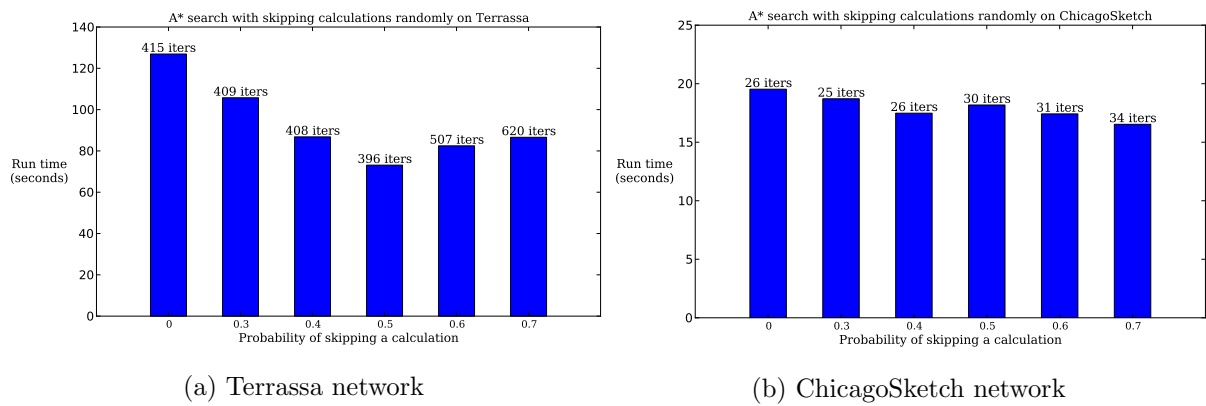 A* search with skipping calculations randomly on Terrassa
140
120
100
80
60
40
20
0
Run time
(seconds)
415 iters
409 iters
408 iters
396 iters
507 iters
620 iters
0 0.3 0.4 0.5 0.6 0.7
Probability of skipping a calculation
(a) Terrassa network
A* search with skipping calculations randomly on ChicagoSketch
25
20
15
10
5
0
Run time
(seconds)
26 iters
25 iters
26 iters
30 iters
31 iters
34 iters
0 0.3 0.4 0.5 0.6 0.7
Probability of skipping a calculation
(b) ChicagoSketch network